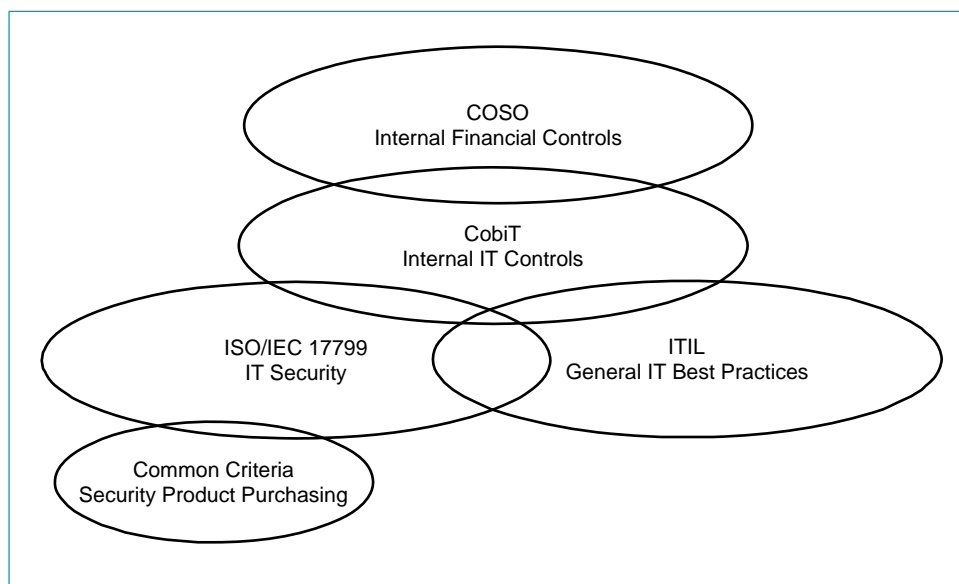 COSO
Internal Financial Controls
CobiT
Internal IT Controls
ISO/IEC 17799
IT Security
ITIL
General IT Best Practices
Common Criteria
Security Product Purchasing